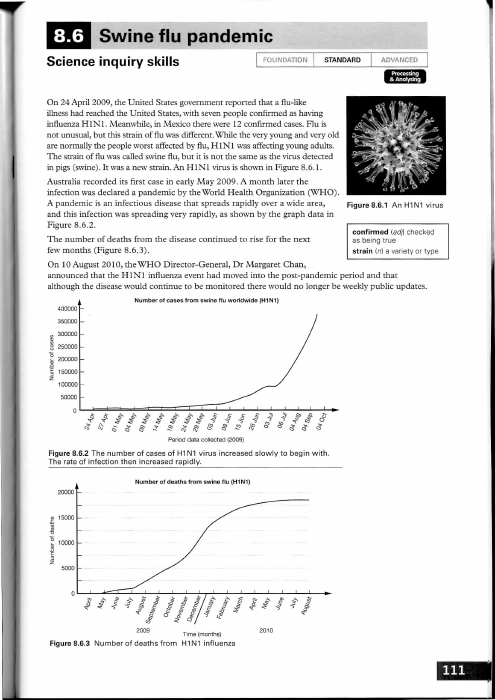 8.6 Swine flu pandemic
Science inquiry skills
FOUNDATION STANDARD ADVANCED
Processing
& Analysing
On 24 April 2009, the United States government reported that a flu-like
illness had reached the United States, with seven people confirmed as having
influenza H1N1. Meanwhile, in Mexico there were 12 confirmed cases. Flu is
not unusual, but this strain of flu was different. While the very young and very old
are normally the people worst affected by flu, H1N1 was affecting young adults.
The strain of flu was called swine flu, but it is not the same as the virus detected
in pigs (swine). It was a new strain. An H1N1 virus is shown in Figure 8.6.1.
Australia recorded its first case in early May 2009. A month later the
infection was declared a pandemic by the World Health Organization (WHO).
A pandemic is an infectious disease that spreads rapidly over a wide area,
and this infection was spreading very rapidly, as shown by the graph data in
Figure 8.6.2.
The number of deaths from the disease continued to rise for the next
few months (Figure 8.6.3).
On 10 August 2010, the WHO Director-General, Dr Margaret Chan,
announced that the H1N1 influenza event had moved into the post-pandemic period and that
although the disease would continue to be monitored there would no longer be weekly public updates.
Figure 8.6.1 An H1N1 virus
confirmed (adj) checked
as being true
strain (n) a variety or type
Number of cases from swine flu worldwide (H1N1)
Number of cases
400000
350000
300000
250000
200000
150000
100000
50000
0
24 Apr
27 Apr
01 May
04 May
09 May
14 May
19 May
24 May
29 May
03 Jun
09 Jun
15 Jun
26 Jun
03 Jul
06 Jul
04 Aug
04 Sep
04 Oct
Period data collected (2009)
Figure 8.6.2 The number of cases of H1N1 virus increased slowly to begin with.
The rate of infection then increased rapidly.
Number of deaths from swine flu (H1N1)
Number of deaths
20000
15000
10000
5000
0
April
May
June
July
August
September
October
November
December
January
February
March
April
May
June
July
August
2009
2010
Time (months)
Figure 8.6.3 Number of deaths from H1N1 influenza
111